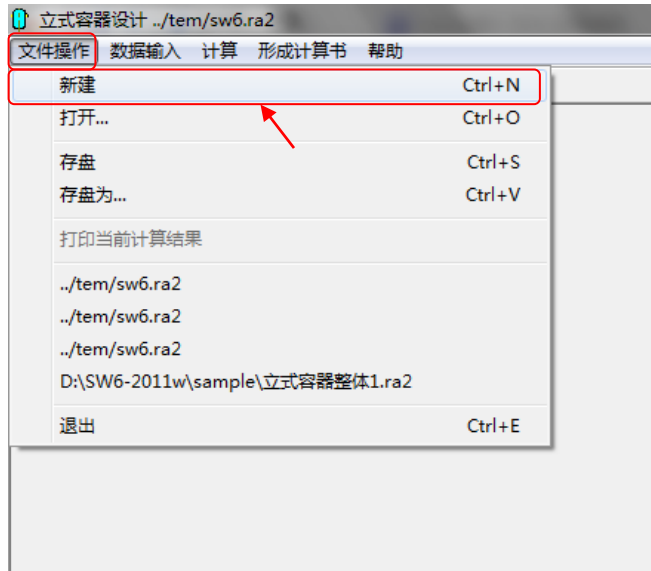 立式容器设计 ../tem/sw6.ra2
文件操作 数据输入 计算 形成计算书 帮助
新建 Ctrl+N
打开... Ctrl+O
存盘 Ctrl+S
存盘为... Ctrl+V
打印当前计算结果
../tem/sw6.ra2
../tem/sw6.ra2
../tem/sw6.ra2
D:\SW6-2011w\sample\立式容器整体1.ra2
退出 Ctrl+E